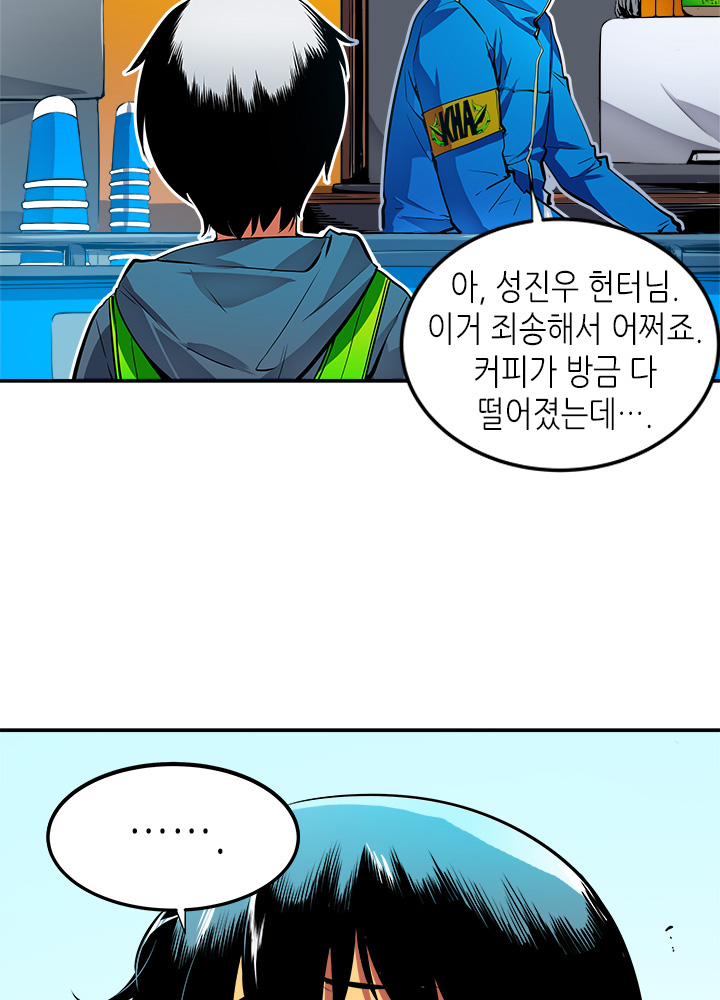 KHA
아, 성진우 헌터님.
이거 죄송해서 어쩌죠.
커피가 방금 다
떨어졌는데….
…….